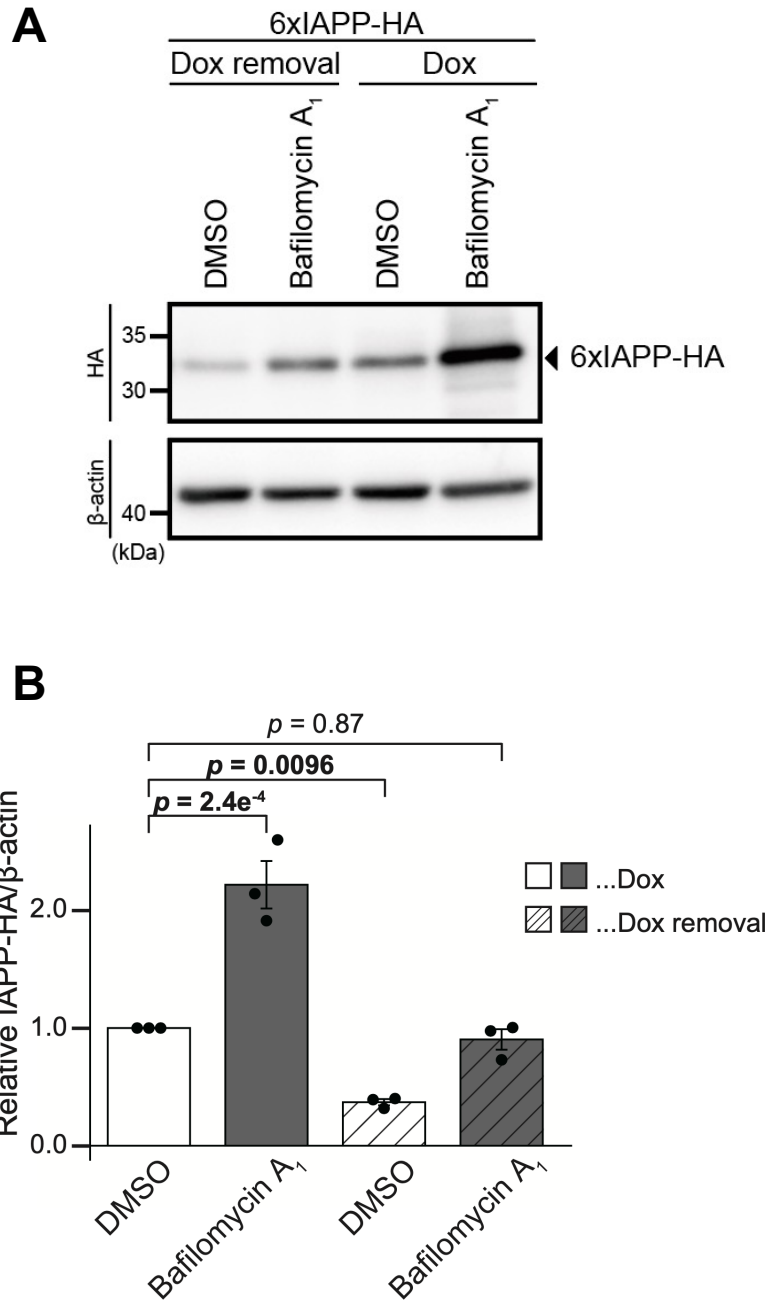 A
6xIAPP-HA
Dox removal Dox
DMSO Bafilomycin A1 DMSO Bafilomycin A1
HA
35
30
6xIAPP-HA
β-actin
40
(kDa)
B
p = 0.87
p = 0.0096
p = 2.4e-4
Relative IAPP-HA/β-actin
2.0
1.0
0.0
...Dox
...Dox removal
DMSO Bafilomycin A1 DMSO Bafilomycin A1